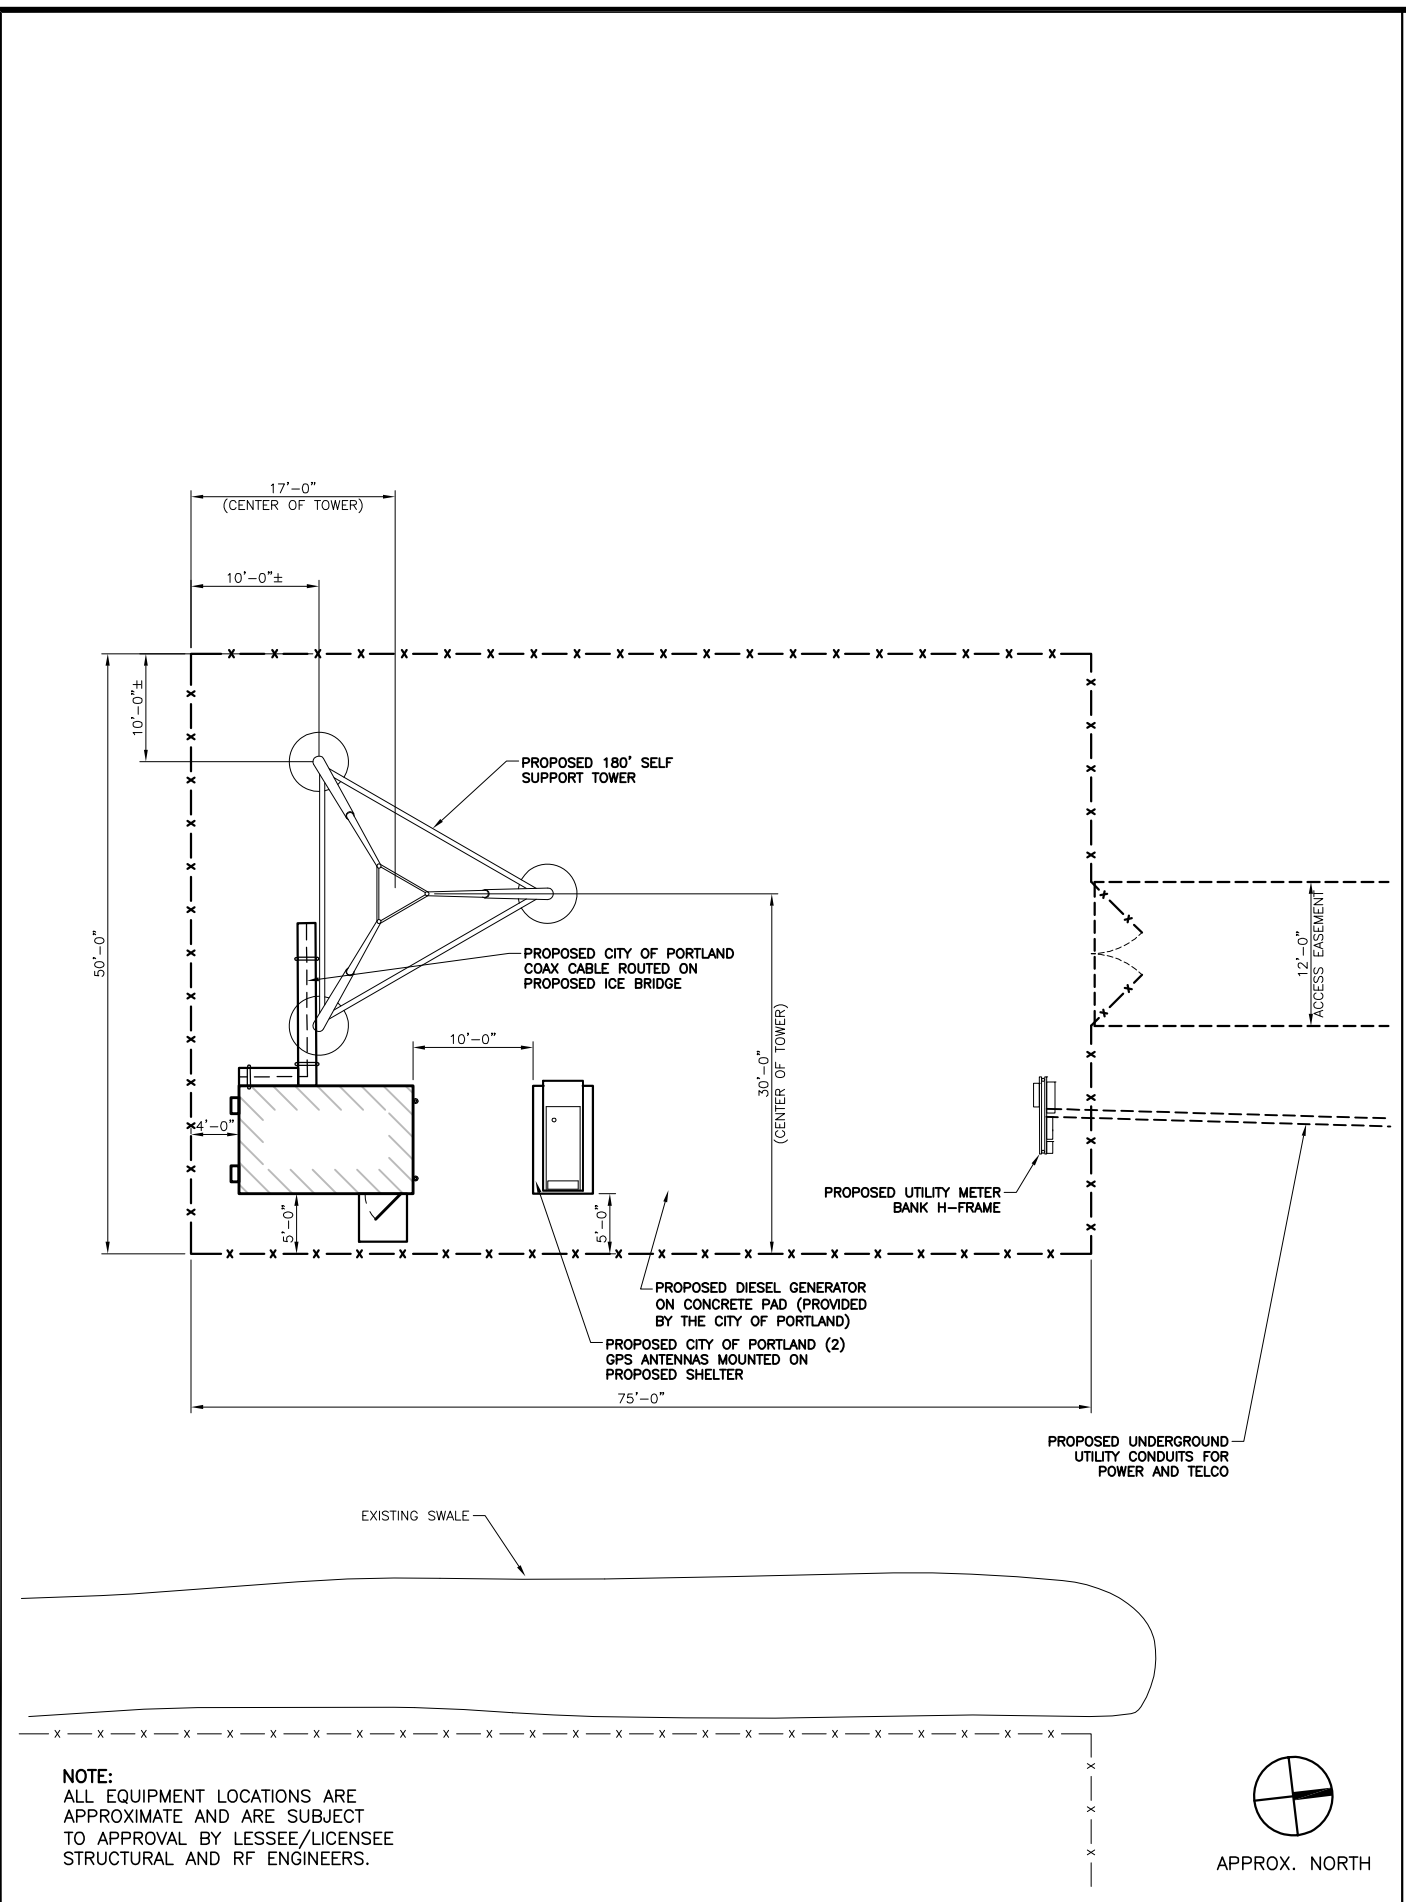 17'-0"
(CENTER OF TOWER)
10'-0"±
10'-0"±
PROPOSED 180' SELF
SUPPORT TOWER
50'-0"
PROPOSED CITY OF PORTLAND
COAX CABLE ROUTED ON
PROPOSED ICE BRIDGE
12'-0"
ACCESS EASEMENT
10'-0"
30'-0"
(CENTER OF TOWER)
4'-0"
PROPOSED UTILITY METER
BANK H-FRAME
5'-0"
5'-0"
PROPOSED DIESEL GENERATOR
ON CONCRETE PAD (PROVIDED
BY THE CITY OF PORTLAND)
PROPOSED CITY OF PORTLAND (2)
GPS ANTENNAS MOUNTED ON
PROPOSED SHELTER
75'-0"
PROPOSED UNDERGROUND
UTILITY CONDUITS FOR
POWER AND TELCO
EXISTING SWALE
NOTE:
ALL EQUIPMENT LOCATIONS ARE
APPROXIMATE AND ARE SUBJECT
TO APPROVAL BY LESSEE/LICENSEE
STRUCTURAL AND RF ENGINEERS.
APPROX. NORTH